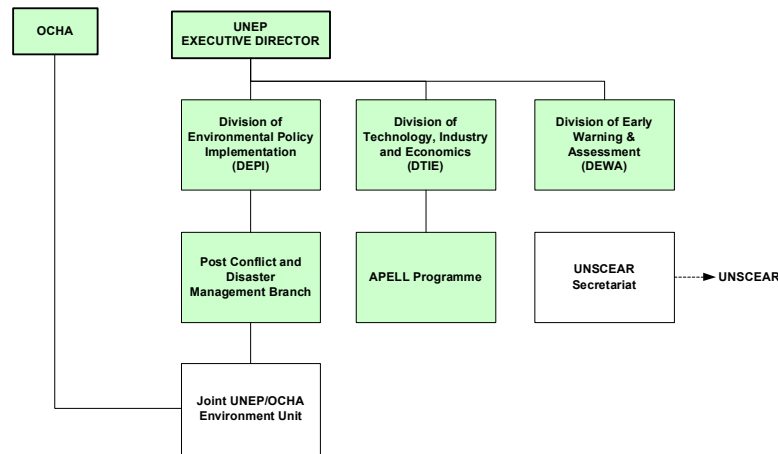 OCHA
UNEP
EXECUTIVE DIRECTOR
Division of
Environmental Policy
Implementation
(DEPI)
Division of
Technology, Industry
and Economics
(DTIE)
Division of Early
Warning &
Assessment
(DEWA)
Post Conflict and
Disaster
Management Branch
APELL Programme
UNSCEAR
Secretariat
UNSCEAR
Joint UNEP/OCHA
Environment Unit